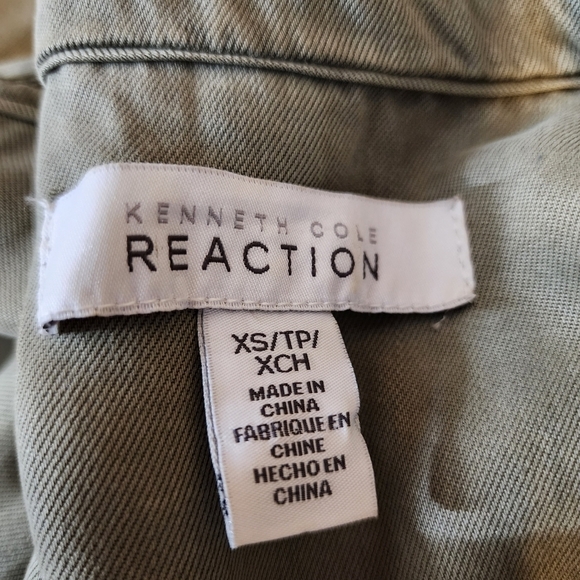 KENNETH COLE
REACTION
XS/TP/
XCH
MADE IN
CHINA
FABRIQUE EN
CHINE
HECHO EN
CHINA